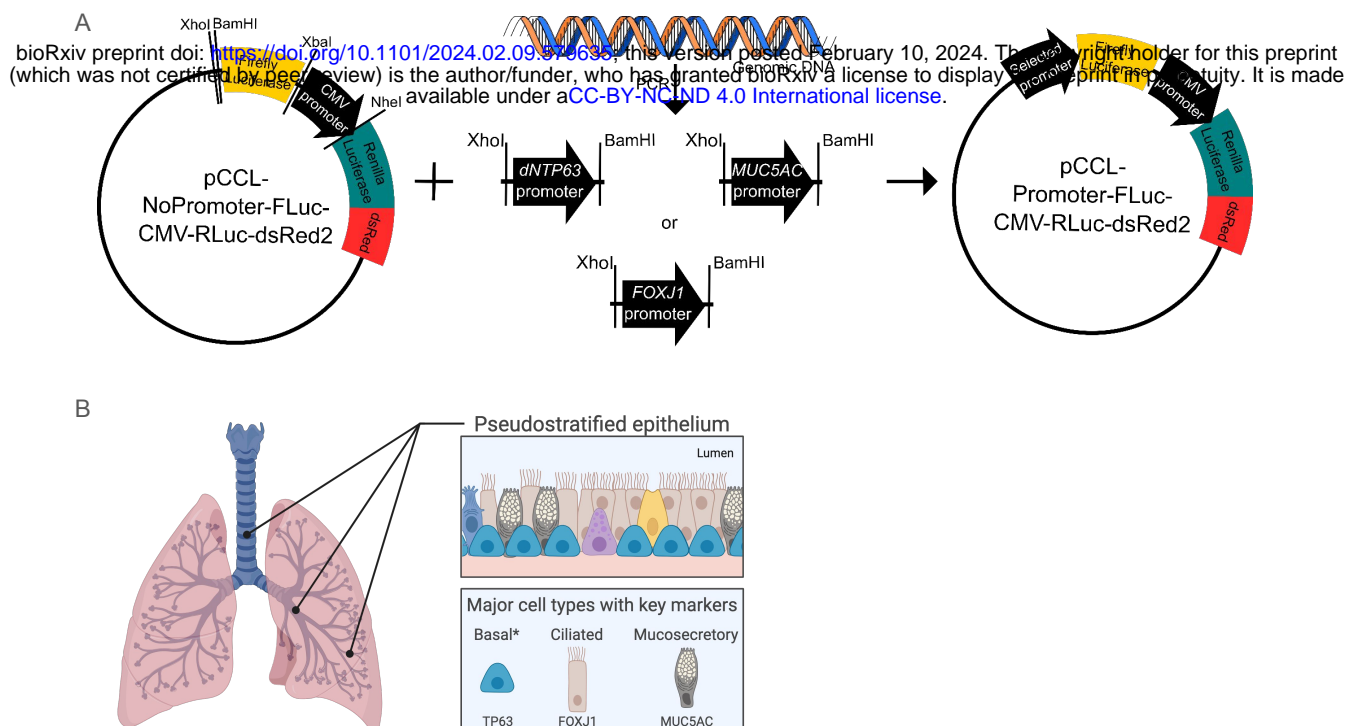 A
XhoI
BamHI
XbaI
NheI
bioRxiv preprint doi: https://doi.org/10.1101/2024.02.09.579635; this version posted February 10, 2024. The copyright holder for this preprint
(which was not certified by peer review) is the author/funder, who has granted bioRxiv a license to display the preprint in perpetuity. It is made
available under aCC-BY-NC-ND 4.0 International license.
Firefly
Luciferase
CMV
promoter
Renilla
Luciferase
dsRed
pCCL-
NoPromoter-FLuc-
CMV-RLuc-dsRed2
Genomic DNA
PCR
XhoI
BamHI
dNTP63
promoter
XhoI
BamHI
MUC5AC
promoter
or
XhoI
BamHI
FOXJ1
promoter
Selected
promoter
Firefly
Luciferase
CMV
promoter
Renilla
Luciferase
dsRed
pCCL-
Promoter-FLuc-
CMV-RLuc-dsRed2
B
Pseudostratified epithelium
Lumen
Major cell types with key markers
Basal* Ciliated Mucosecretory
TP63 FOXJ1 MUC5AC